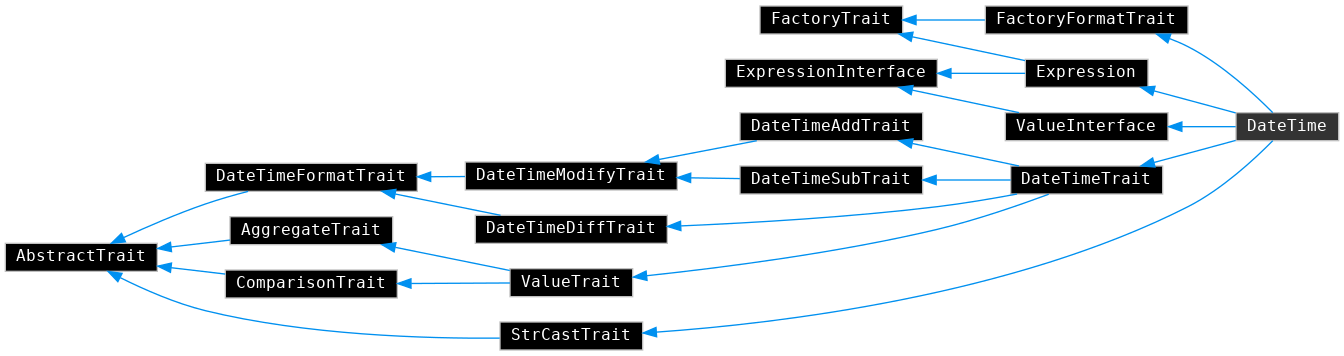 FactoryTrait
FactoryFormatTrait
ExpressionInterface
Expression
DateTimeAddTrait
ValueInterface
DateTime
DateTimeFormatTrait
DateTimeModifyTrait
DateTimeSubTrait
DateTimeTrait
AggregateTrait
DateTimeDiffTrait
AbstractTrait
ComparisonTrait
ValueTrait
StrCastTrait